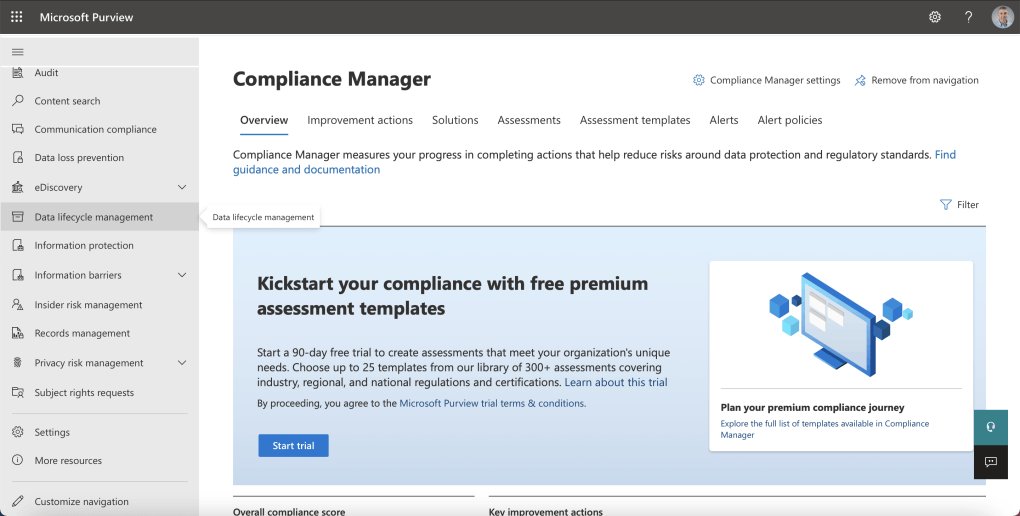 Microsoft Purview
?
Audit
Content search
Communication compliance
Data loss prevention
eDiscovery
Data lifecycle management
Information protection
Information barriers
Insider risk management
Records management
Privacy risk management
Subject rights requests
Settings
More resources
Customize navigation
Data lifecycle management
Compliance Manager
Compliance Manager settings
Remove from navigation
Overview Improvement actions Solutions Assessments Assessment templates Alerts Alert policies
Compliance Manager measures your progress in completing actions that help reduce risks around data protection and regulatory standards. Find
guidance and documentation
Filter
Kickstart your compliance with free premium
assessment templates
Start a 90-day free trial to create assessments that meet your organization's unique
needs. Choose up to 25 templates from our library of 300+ assessments covering
industry, regional, and national regulations and certifications. Learn about this trial
By proceeding, you agree to the Microsoft Purview trial terms & conditions.
Start trial
Plan your premium compliance journey
Explore the full list of templates available in Compliance
Manager
Overall compliance score
Key improvement actions